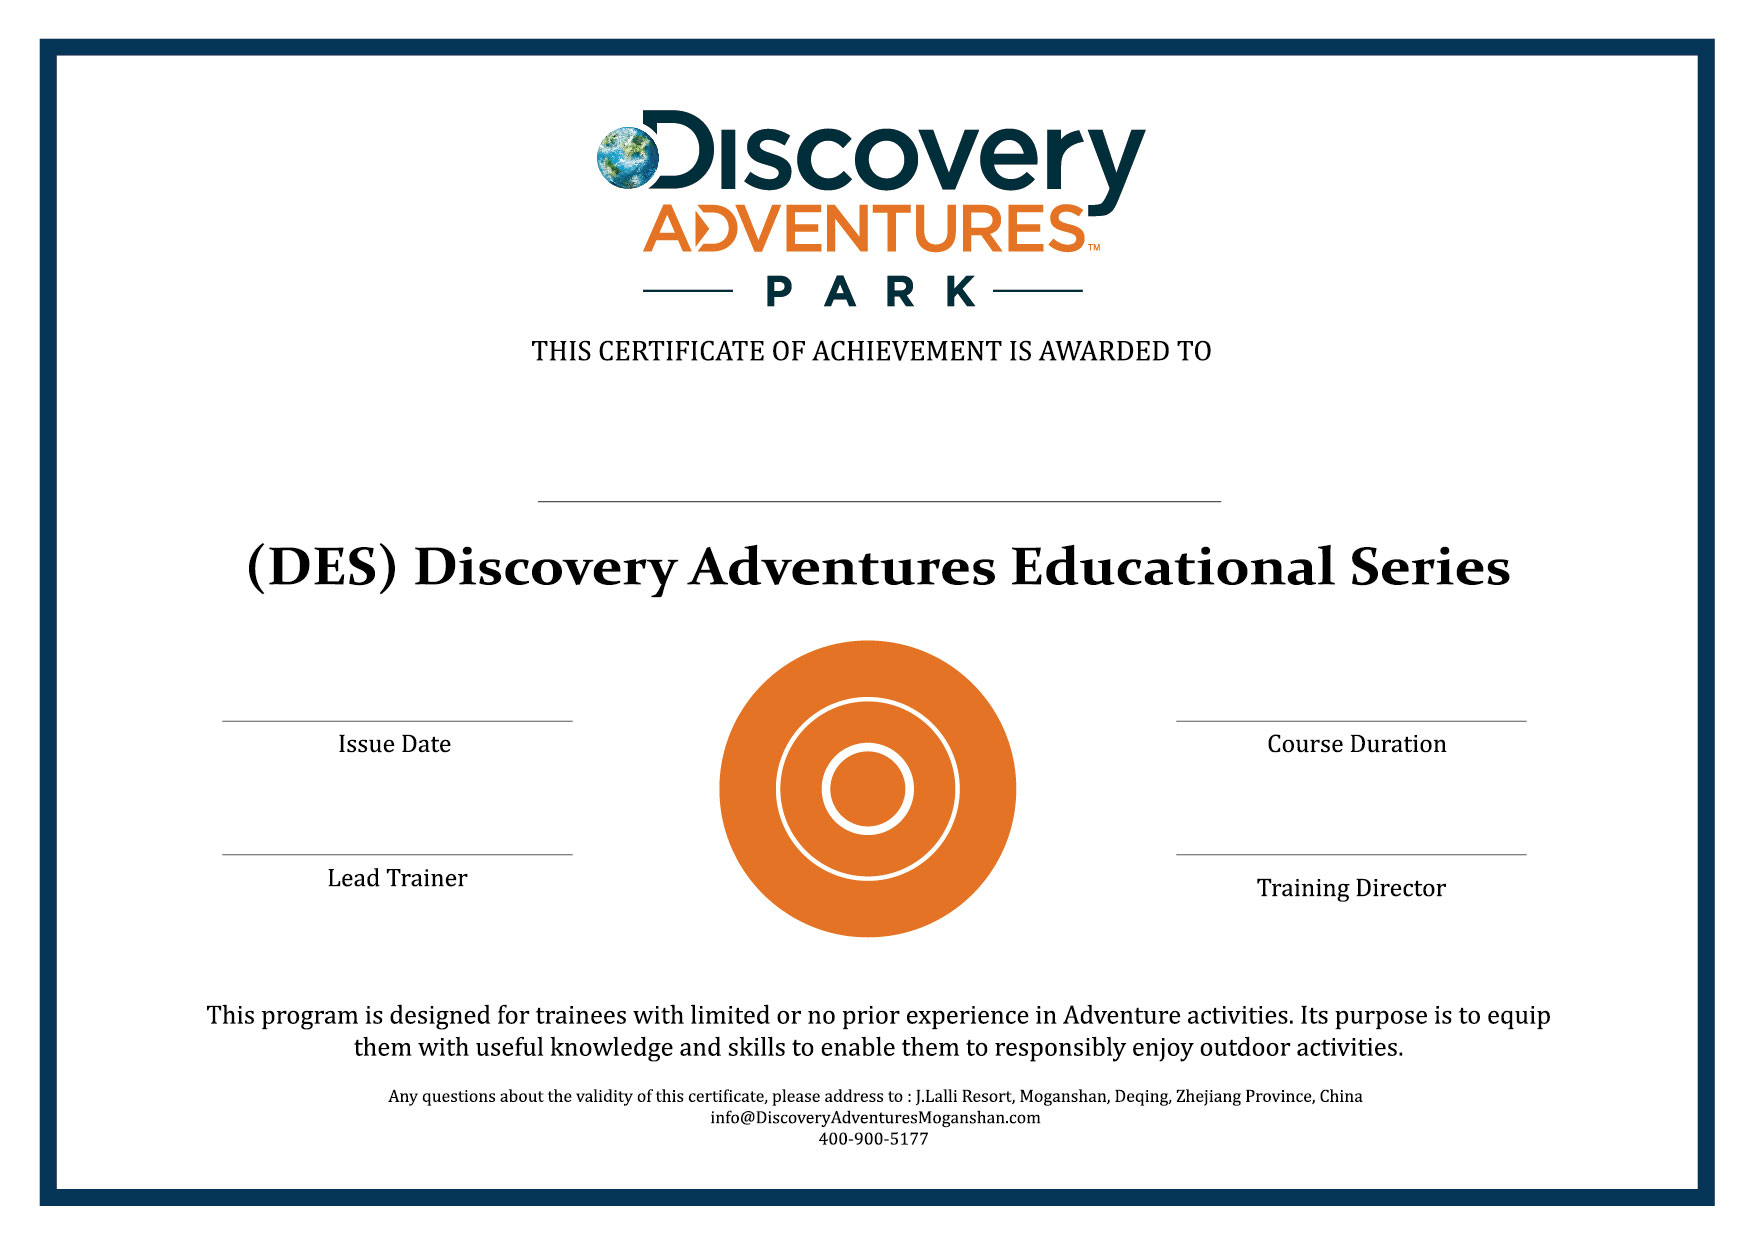 Discovery
ADVENTURES™
PARK
THIS CERTIFICATE OF ACHIEVEMENT IS AWARDED TO
(DES) Discovery Adventures Educational Series
Issue Date
Course Duration
Lead Trainer
Training Director
This program is designed for trainees with limited or no prior experience in Adventure activities. Its purpose is to equip
them with useful knowledge and skills to enable them to responsibly enjoy outdoor activities.
Any questions about the validity of this certificate, please address to : J.Lalli Resort, Moganshan, Deqing, Zhejiang Province, China
info@DiscoveryAdventuresMoganshan.com
400-900-5177